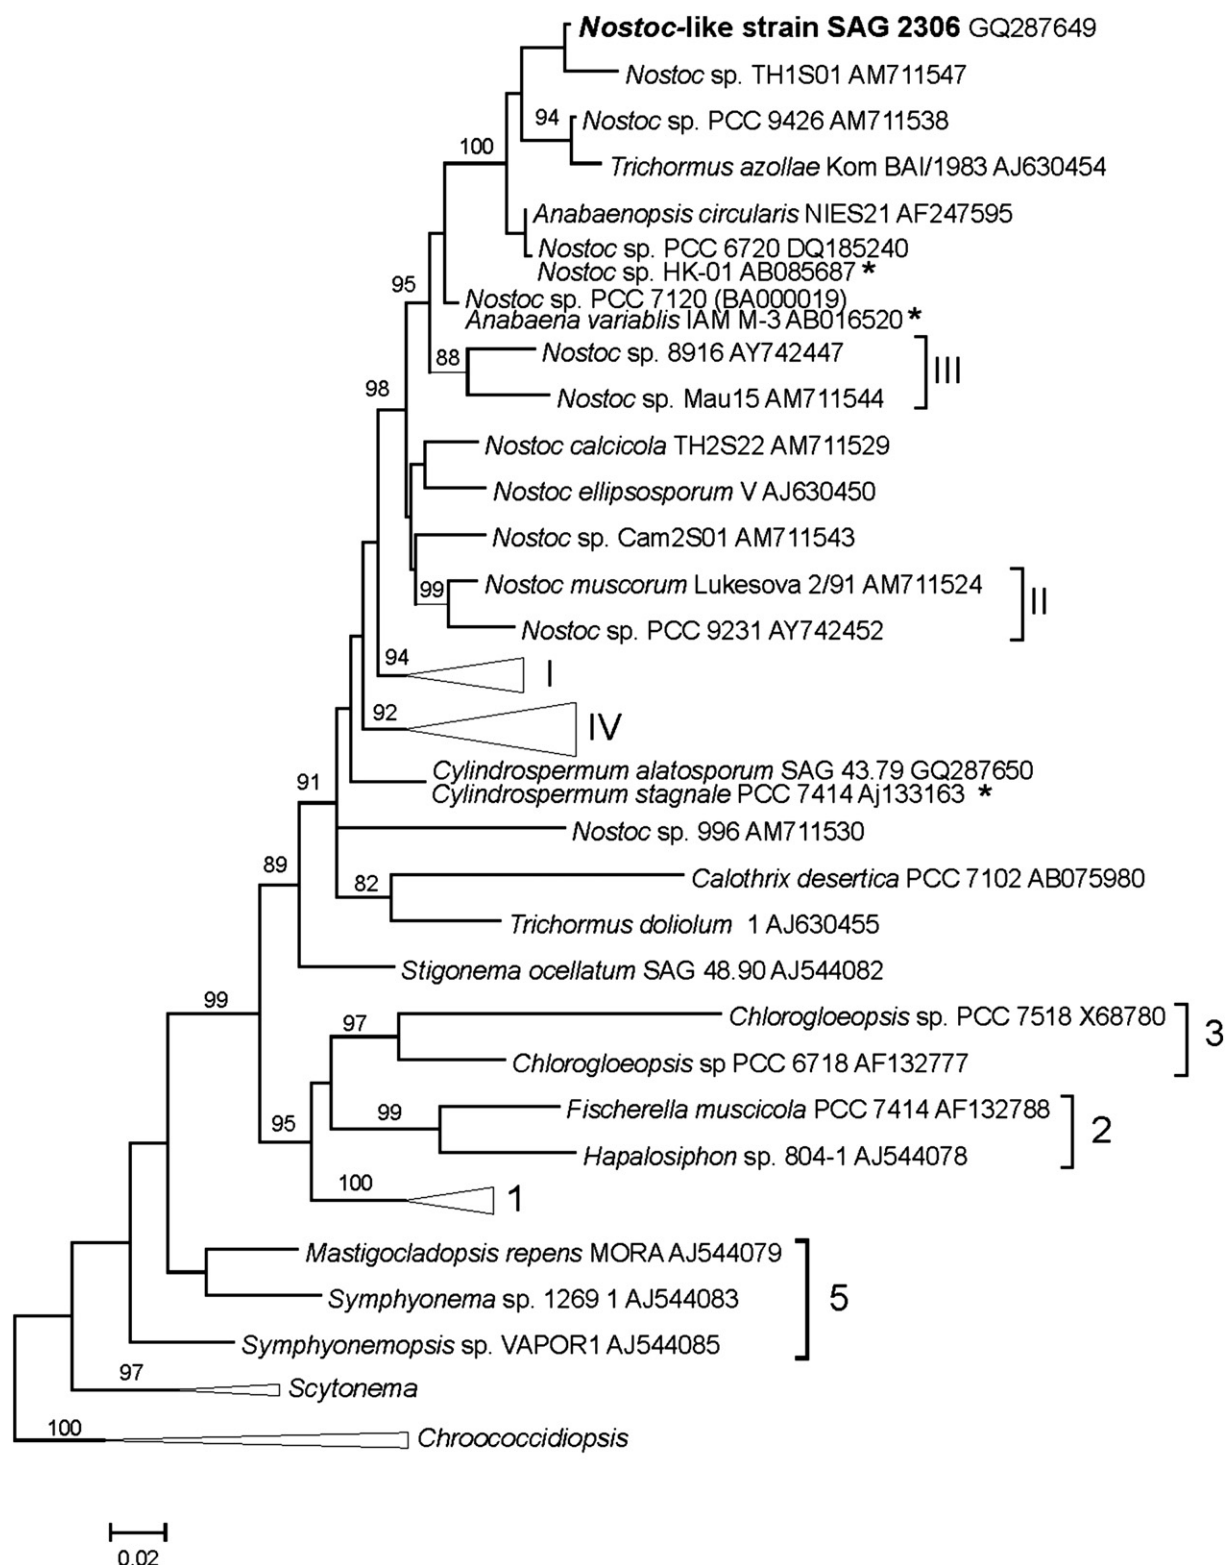 Nostoc-like strain SAG 2306 GQ287649
Nostoc sp. TH1S01 AM711547
94
Nostoc sp. PCC 9426 AM711538
100
Trichormus azollae Kom BAI/1983 AJ630454
Anabaenopsis circularis NIES21 AF247595
Nostoc sp. PCC 6720 DQ185240
Nostoc sp. HK-01 AB085687 *
95
Nostoc sp. PCC 7120 (BA000019)
Anabaena variablis IAM M-3 AB016520 *
88
Nostoc sp. 8916 AY742447
III
98
Nostoc sp. Mau15 AM711544
Nostoc calcicola TH2S22 AM711529
Nostoc ellipsosporum V AJ630450
Nostoc sp. Cam2S01 AM711543
99
Nostoc muscorum Lukesova 2/91 AM711524
II
Nostoc sp. PCC 9231 AY742452
94
I
92
IV
Cylindrospermum alatosporum SAG 43.79 GQ287650
91
Cylindrospermum stagnale PCC 7414 Aj133163 *
Nostoc sp. 996 AM711530
89
82
Calothrix desertica PCC 7102 AB075980
Trichormus doliolum 1 AJ630455
Stigonema ocellatum SAG 48.90 AJ544082
99
97
Chlorogloeopsis sp. PCC 7518 X68780
3
Chlorogloeopsis sp PCC 6718 AF132777
99
Fischerella muscicola PCC 7414 AF132788
95
2
Hapalosiphon sp. 804-1 AJ544078
100
1
Mastigocladopsis repens MORA AJ544079
Symphyonema sp. 1269 1 AJ544083
5
Symphyonemopsis sp. VAPOR1 AJ544085
97
Scytonema
100
Chroococcidiopsis
0.02